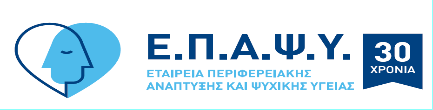 Ε.Π.Α.Ψ.Υ.
ΕΤΑΙΡΕΙΑ ΠΕΡΙΦΕΡΕΙΑΚΗΣ
ΑΝΑΠΤΥΞΗΣ ΚΑΙ ΨΥΧΙΚΗΣ ΥΓΕΙΑΣ
30
ΧΡΟΝΙΑ